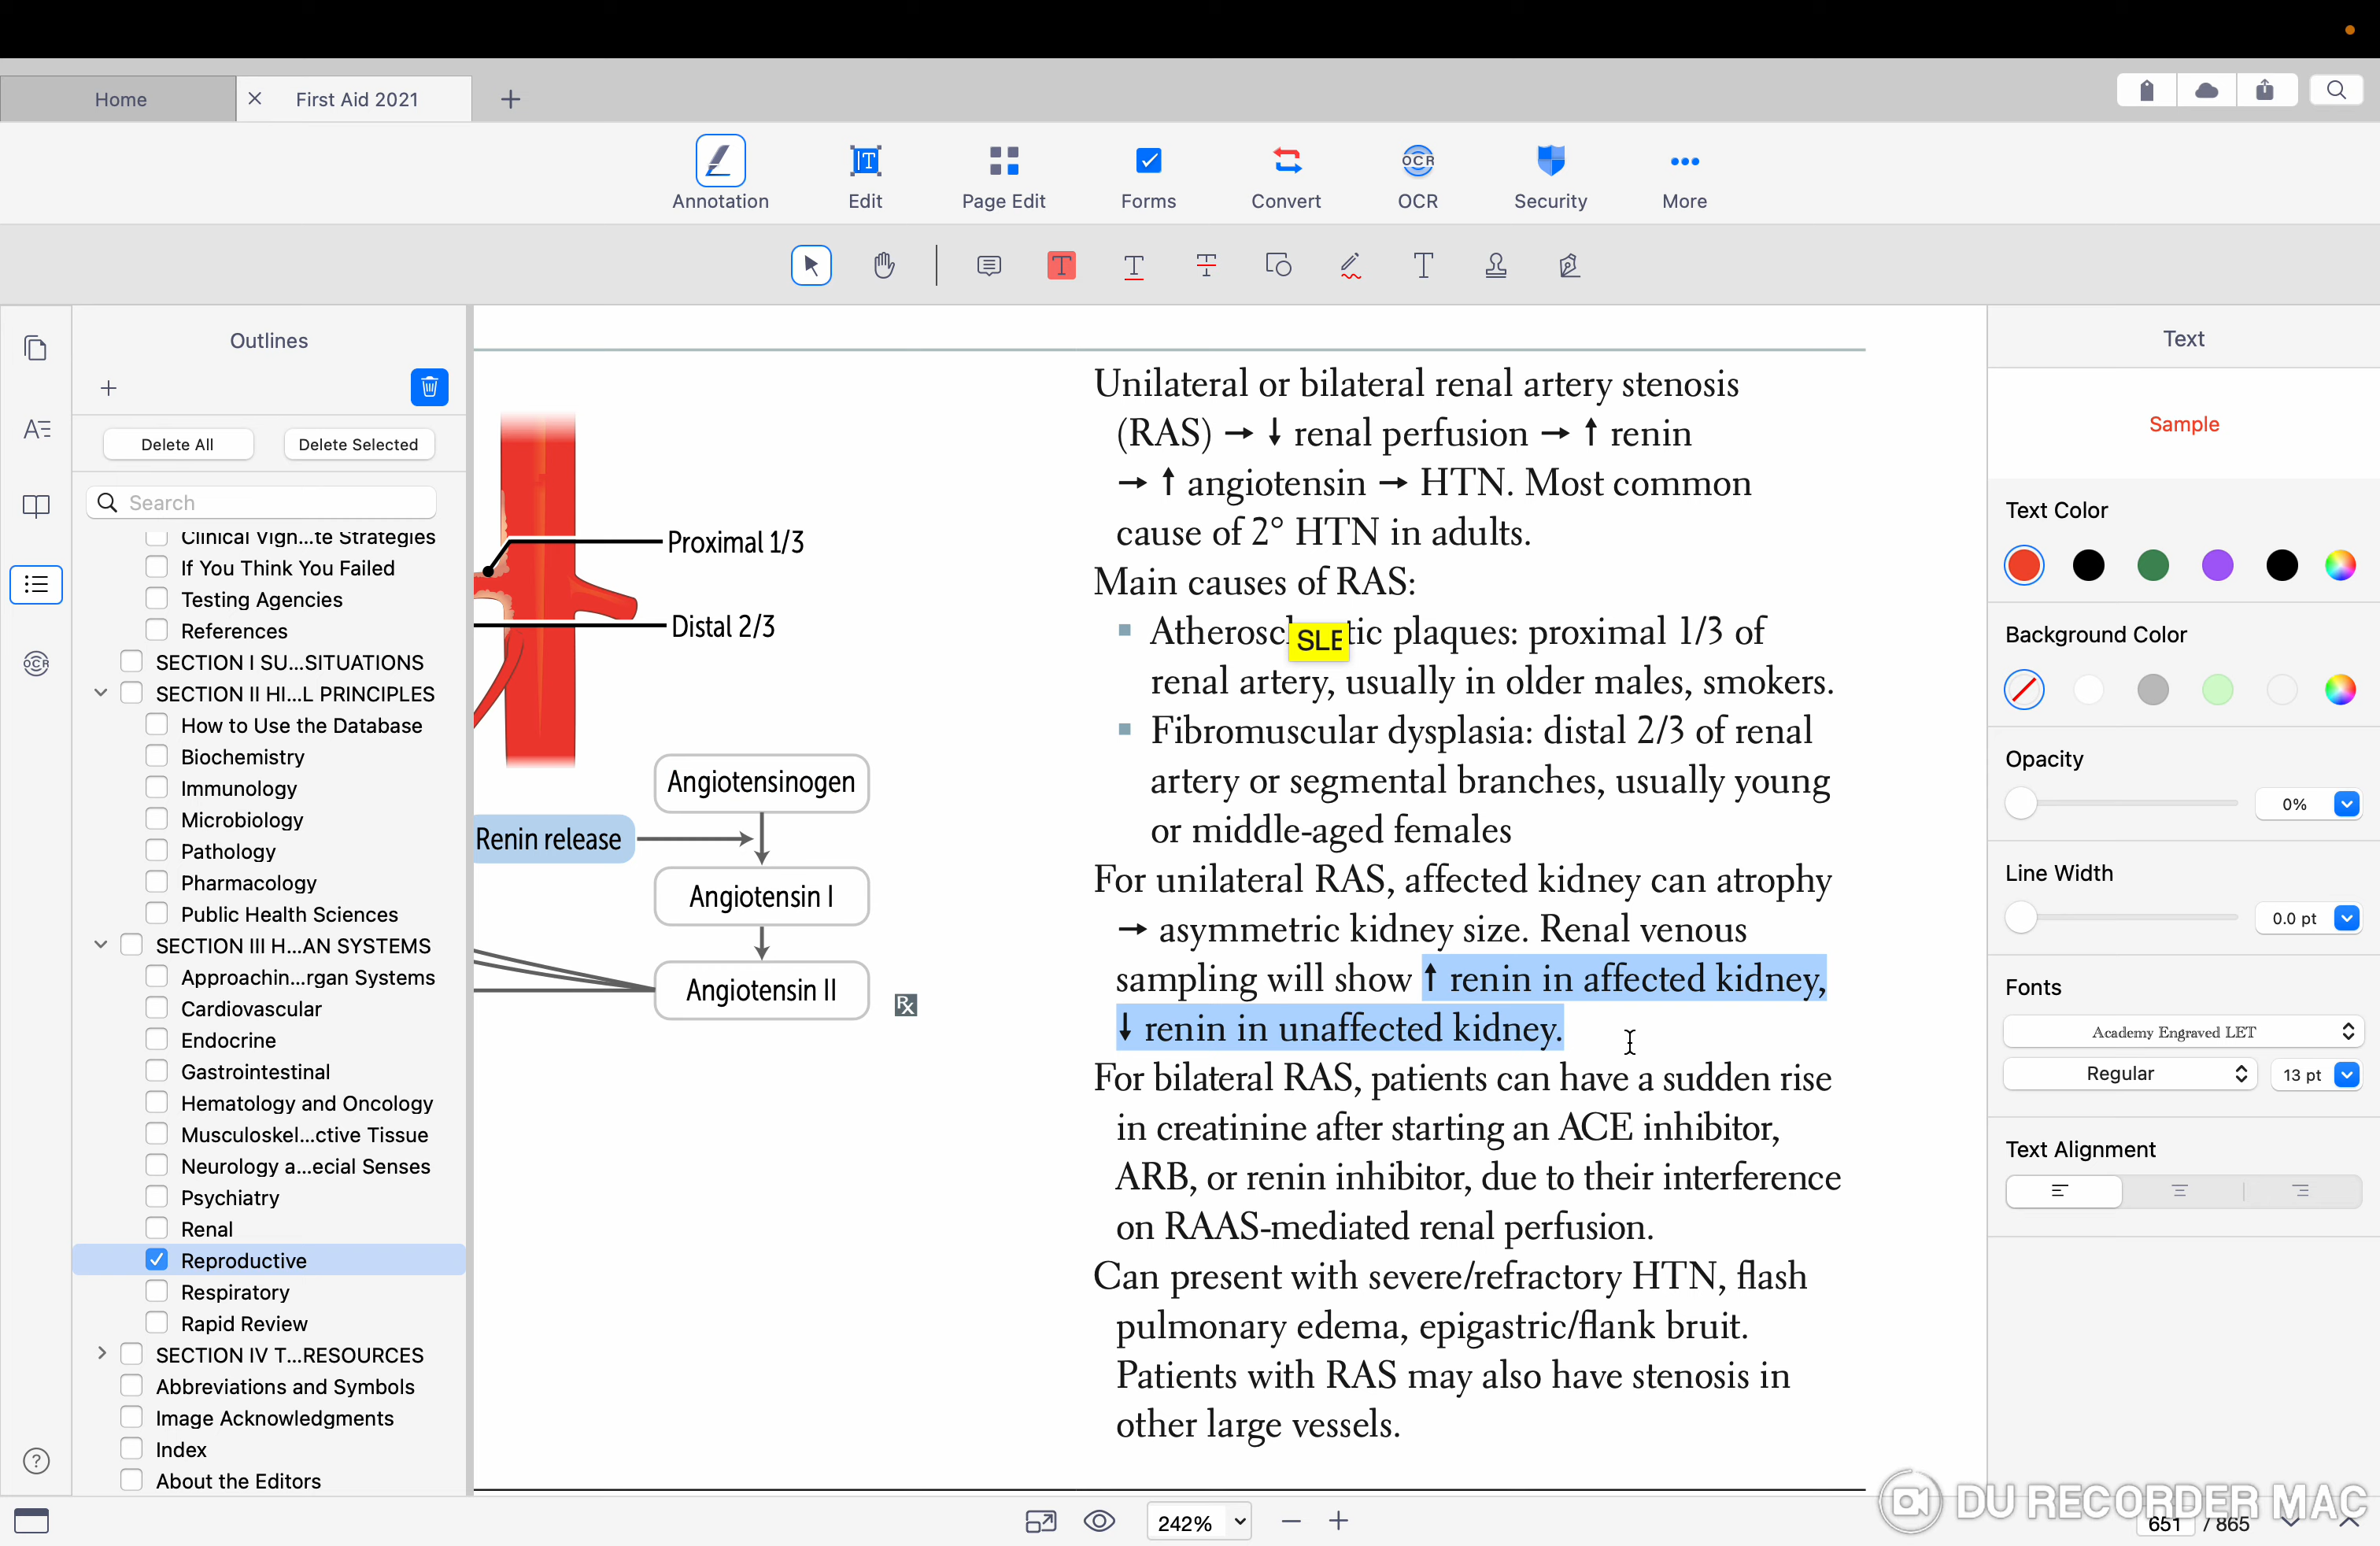 Home
First Aid 2021
Annotation
Edit
Page Edit
Forms
Convert
OCR
OCR
Security
More
Outlines
Delete All
Delete Selected
Search
Clinical Vign...te Strategies
If You Think You Failed
Testing Agencies
References
SECTION I SU...SITUATIONS
SECTION II HI...L PRINCIPLES
How to Use the Database
Biochemistry
Immunology
Microbiology
Pathology
Pharmacology
Public Health Sciences
SECTION III H...AN SYSTEMS
Approachin...rgan Systems
Cardiovascular
Endocrine
Gastrointestinal
Hematology and Oncology
Musculoskel...ctive Tissue
Neurology a...ecial Senses
Psychiatry
Renal
Reproductive
Respiratory
Rapid Review
SECTION IV T...RESOURCES
Abbreviations and Symbols
Image Acknowledgments
Index
About the Editors
OCR
Proximal 1/3
Distal 2/3
Angiotensinogen
Renin release
Angiotensin I
Angiotensin II
Rx
Unilateral or bilateral renal artery stenosis
(RAS) → ↓ renal perfusion → ↑ renin
→ ↑ angiotensin → HTN. Most common
cause of 2° HTN in adults.
Main causes of RAS:
plaques: proximal 1/3 of
SLE
renal artery, usually in older males, smokers.
Fibromuscular dysplasia: distal 2/3 of renal
artery or segmental branches, usually young
or middle-aged females
For unilateral RAS, affected kidney can atrophy
→ asymmetric kidney size. Renal venous
sampling will show ↑ renin in affected kidney,
↓ renin in unaffected kidney.
For bilateral RAS, patients can have a sudden rise
in creatinine after starting an ACE inhibitor,
ARB, or renin inhibitor, due to their interference
on RAAS-mediated renal perfusion.
Can present with severe/refractory HTN, flash
pulmonary edema, epigastric/flank bruit.
Patients with RAS may also have stenosis in
other large vessels.
Text
Sample
Text Color
Background Color
Opacity
0%
Line Width
0.0 pt
Fonts
Academy Engraved LET
Regular
13 pt
Text Alignment
242%
651 / 865
DU RECORDER MAC